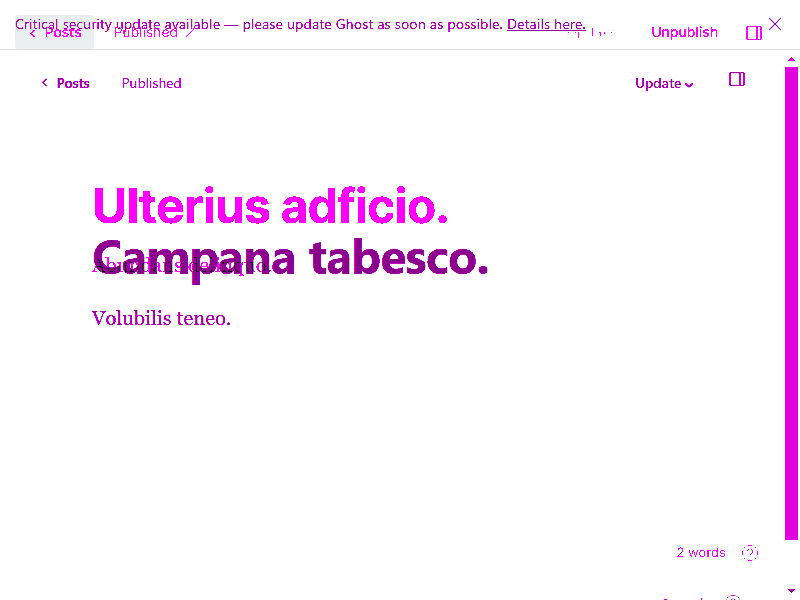 Critical security update available — please update Ghost as soon as possible. Details here.
Posts Published Unpublish
Posts Published Update
Ulterius adficio.
Campana tabesco.
Volubilis teneo.
2 words